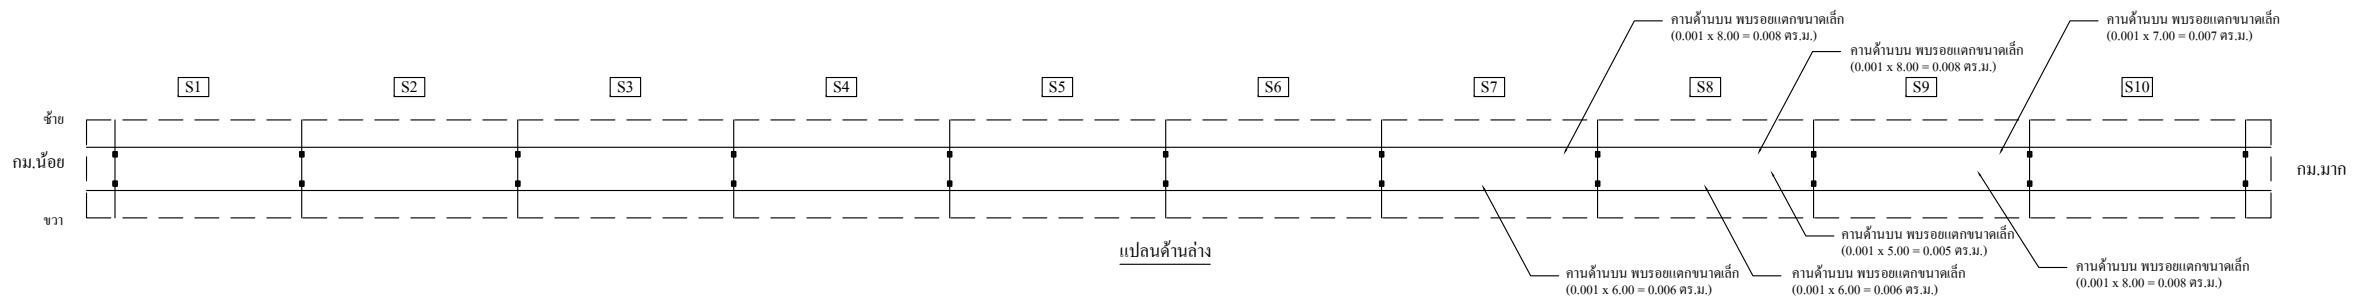 คานด้านบน พบรอยแตกขนาดเล็ก
(0.001 x 8.00 = 0.008 ตร.ม.)
คานด้านบน พบรอยแตกขนาดเล็ก
(0.001 x 7.00 = 0.007 ตร.ม.)
คานด้านบน พบรอยแตกขนาดเล็ก
(0.001 x 8.00 = 0.008 ตร.ม.)
S1
S2
S3
S4
S5
S6
S7
S8
S9
S10
ซ้าย
กม.น้อย
กม.มาก
ขวา
แปลนด้านล่าง
คานด้านบน พบรอยแตกขนาดเล็ก
(0.001 x 5.00 = 0.005 ตร.ม.)
คานด้านบน พบรอยแตกขนาดเล็ก
(0.001 x 6.00 = 0.006 ตร.ม.)
คานด้านบน พบรอยแตกขนาดเล็ก
(0.001 x 6.00 = 0.006 ตร.ม.)
คานด้านบน พบรอยแตกขนาดเล็ก
(0.001 x 8.00 = 0.008 ตร.ม.)